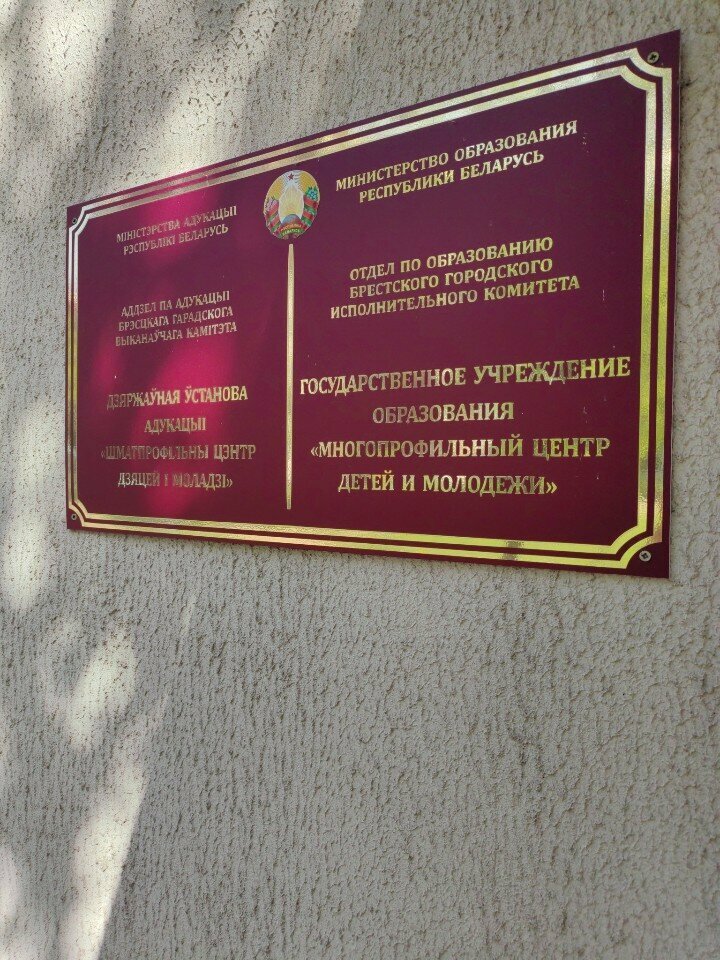 МІНІСТЭРСТВА АДУКАЦЫІ
РЭСПУБЛІКІ БЕЛАРУСЬ
АДДЗЕЛ ПА АДУКАЦЫІ
БРЭСЦКАГА ГАРАДСКОГА
ВЫКАНАЎЧАГА КАМІТЭТА
ДЗЯРЖАЎНАЯ ЎСТАНОВА
АДУКАЦЫІ
«ШМАТПРОФІЛЬНЫ ЦЭНТР
ДЗЯЦЕЙ І МОЛАДЗІ»
МИНИСТЕРСТВО ОБРАЗОВАНИЯ
РЕСПУБЛИКИ БЕЛАРУСЬ
ОТДЕЛ ПО ОБРАЗОВАНИЮ
БРЕСТСКОГО ГОРОДСКОГО
ИСПОЛНИТЕЛЬНОГО КОМИТЕТА
ГОСУДАРСТВЕННОЕ УЧРЕЖДЕНИЕ
ОБРАЗОВАНИЯ
«МНОГОПРОФИЛЬНЫЙ ЦЕНТР
ДЕТЕЙ И МОЛОДЕЖИ»